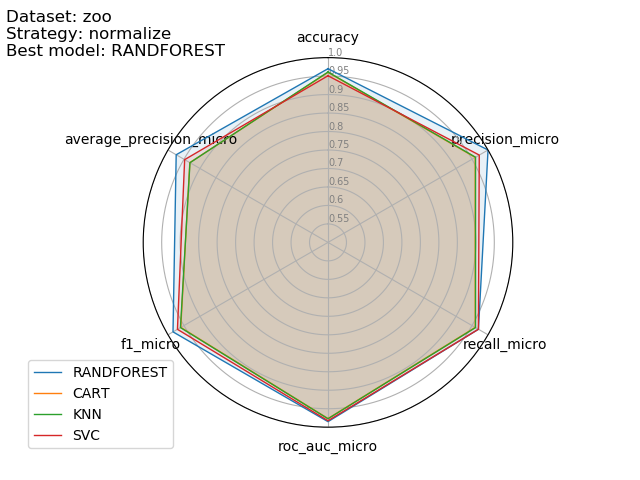 Dataset: zoo
Strategy: normalize
Best model: RANDFOREST
accuracy
1.0
0.95
0.9
0.85
0.8
0.75
0.7
0.65
0.6
0.55
average_precision_micro
precision_micro
f1_micro
recall_micro
roc_auc_micro
RANDFOREST
CART
KNN
SVC